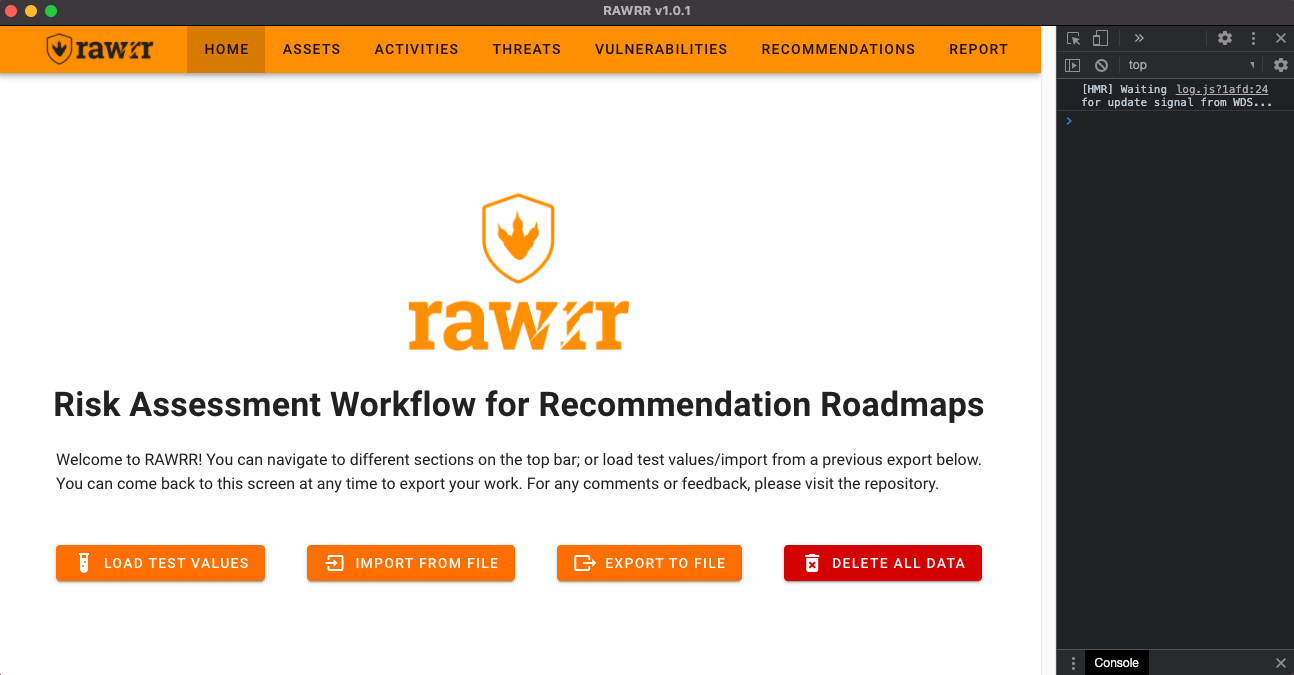 RAWRR v1.0.1
rawrr
HOME
ASSETS
ACTIVITIES
THREATS
VULNERABILITIES
RECOMMENDATIONS
REPORT
top
[HMR] Waiting log.js?1afd:24
for update signal from WDS...
rawrr
Risk Assessment Workflow for Recommendation Roadmaps
Welcome to RAWRR! You can navigate to different sections on the top bar; or load test values/import from a previous export below.
You can come back to this screen at any time to export your work. For any comments or feedback, please visit the repository.
LOAD TEST VALUES
IMPORT FROM FILE
EXPORT TO FILE
DELETE ALL DATA
Console